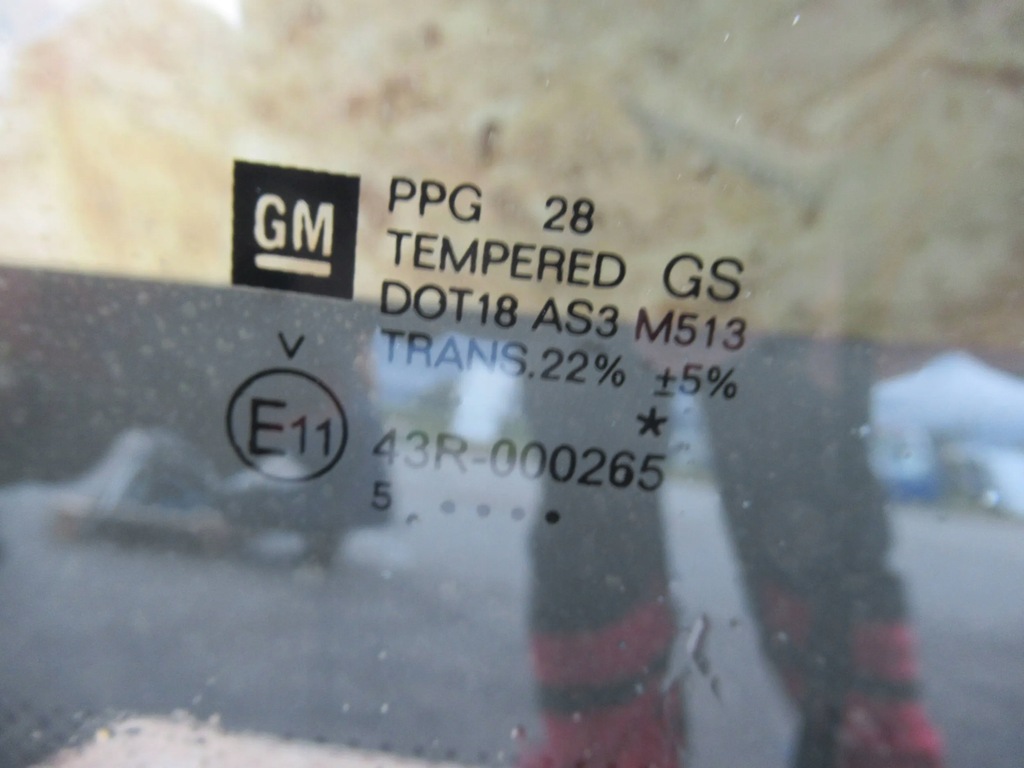 GM
PPG 28
TEMPERED GS
DOT18 AS3 M513
TRANS.22% ±5%
V
*
E11
43R-000265
5 . . . . .